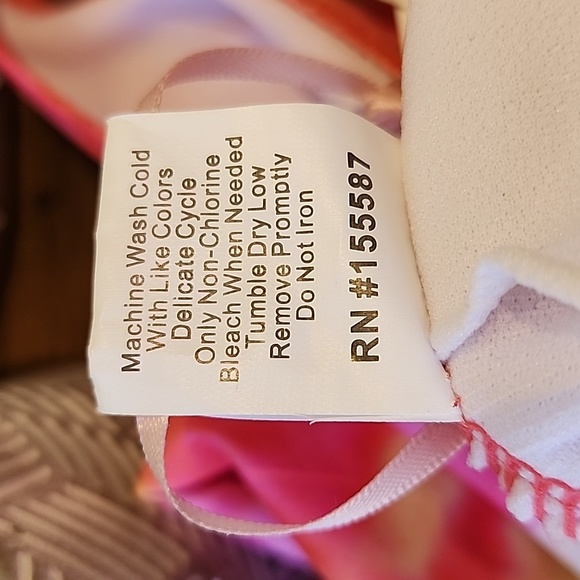 Machine Wash Cold
With Like Colors
Delicate Cycle
Only Non-Chlorine
Bleach When Needed
Tumble Dry Low
Remove Promptly
Do Not Iron
RN #155587